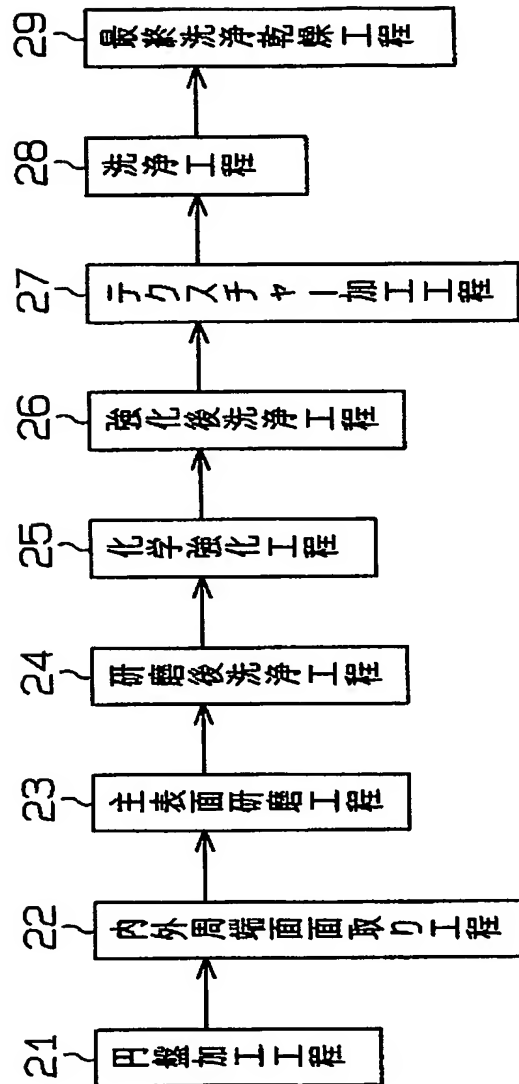 21
円盤加工工程
22
内外周端面面取り工程
23
主表面研磨工程
24
研磨後洗浄工程
25
化学強化工程
26
強化後洗浄工程
27
テクスチャー加工工程
28
洗浄工程
29
最終洗浄乾燥工程